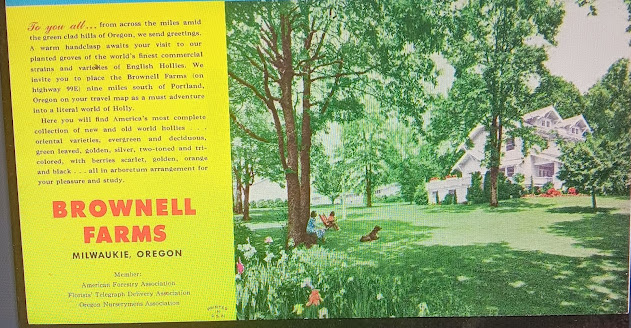 To you all... from across the miles amid
the green clad hills of Oregon, we send greetings.
A warm handclasp awaits your visit to our
planted groves of the world's finest commercial
strains and varieties of English Hollies. We
invite you to place the Brownell Farms (on
highway 99E) nine miles south of Portland,
Oregon on your travel map as a must adventure
into a literal world of Holly.
Here you will find America's most complete
collection of new and old world hollies . . .
oriental varieties, evergreen and deciduous,
green leaved, golden, silver, two-toned and tri-
colored, with berries scarlet, golden, orange
and black . . . all in arboretum arrangement for
your pleasure and study.
BROWNELL
FARMS
MILWAUKIE, OREGON
Member:
American Forestry Association
Florists' Telegraph Delivery Association
Oregon Nurserymens Association
PRINTED
IN
U.S.A.